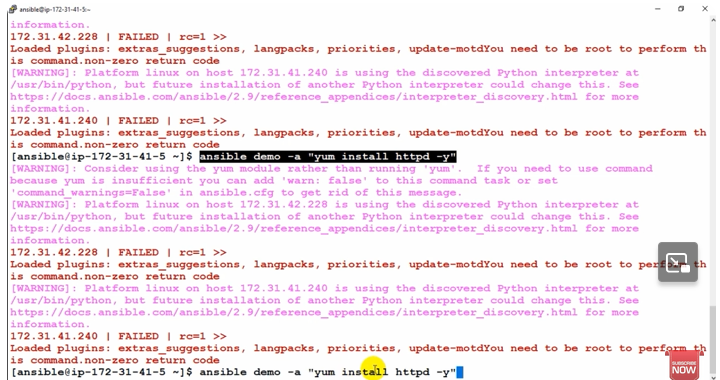 ansible@ip-172-31-41-5:~
information.
172.31.42.228 | FAILED | rc=1 >>
Loaded plugins: extras_suggestions, langpacks, priorities, update-motdYou need to be root to perform th
is command.non-zero return code
[WARNING]: Platform linux on host 172.31.41.240 is using the discovered Python interpreter at
/usr/bin/python, but future installation of another Python interpreter could change this. See
https://docs.ansible.com/ansible/2.9/reference_appendices/interpreter_discovery.html for more
information.
172.31.41.240 | FAILED | rc=1 >>
Loaded plugins: extras_suggestions, langpacks, priorities, update-motdYou need to be root to perform th
is command.non-zero return code
[ansible@ip-172-31-41-5 ~]$ ansible demo -a "yum install httpd -y"
[WARNING]: Consider using the yum module rather than running 'yum'.  If you need to use command
because yum is insufficient you can add 'warn: false' to this command task or set
'command_warnings=False' in ansible.cfg to get rid of this message.
[WARNING]: Platform linux on host 172.31.42.228 is using the discovered Python interpreter at
/usr/bin/python, but future installation of another Python interpreter could change this. See
https://docs.ansible.com/ansible/2.9/reference_appendices/interpreter_discovery.html for more
information.
172.31.42.228 | FAILED | rc=1 >>
Loaded plugins: extras_suggestions, langpacks, priorities, update-motdYou need to be root to perform th
is command.non-zero return code
[WARNING]: Platform linux on host 172.31.41.240 is using the discovered Python interpreter at
/usr/bin/python, but future installation of another Python interpreter could change this. See
https://docs.ansible.com/ansible/2.9/reference_appendices/interpreter_discovery.html for more
information.
172.31.41.240 | FAILED | rc=1 >>
Loaded plugins: extras_suggestions, langpacks, priorities, update-motdYou need to be root to perform th
is command.non-zero return code
[ansible@ip-172-31-41-5 ~]$ ansible demo -a "yum install httpd -y"
SUBSCRIBE
NOW